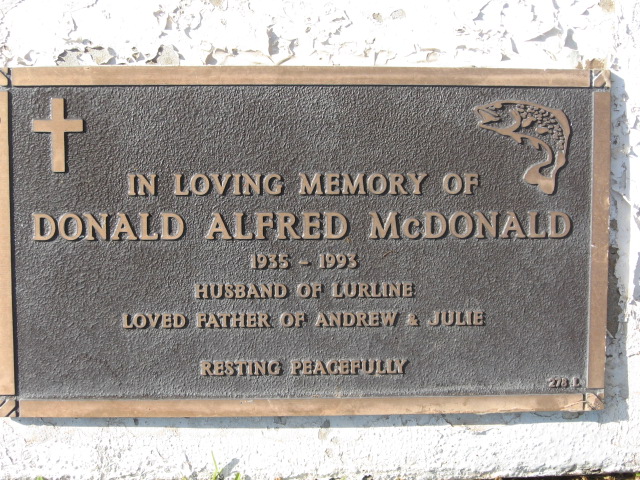 IN LOVING MEMORY OF
DONALD ALFRED McDONALD
1935 - 1993
HUSBAND OF LURLINE
LOVED FATHER OF ANDREW & JULIE
RESTING PEACEFULLY
278 L